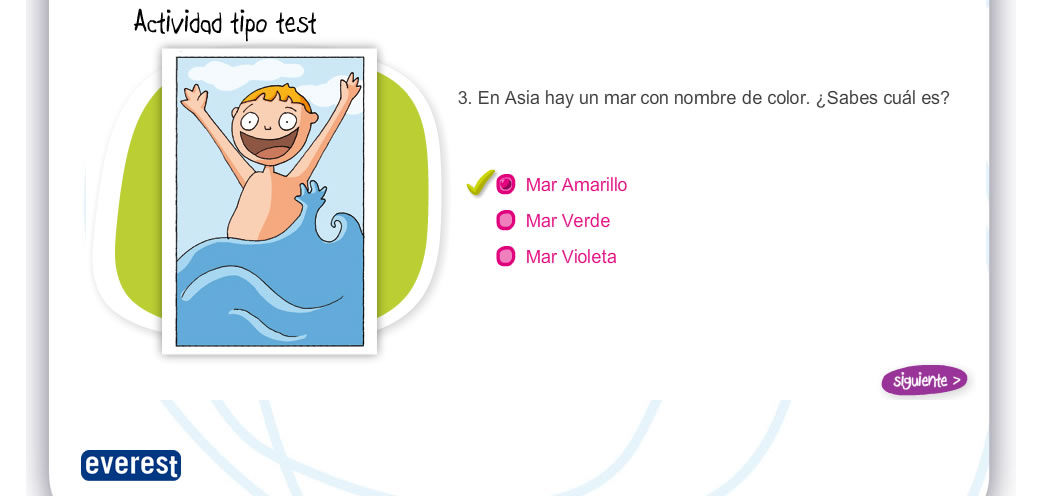 Actividad tipo test
3. En Asia hay un mar con nombre de color. ¿Sabes cuál es?
Mar Amarillo
Mar Verde
Mar Violeta
siguiente >
everest